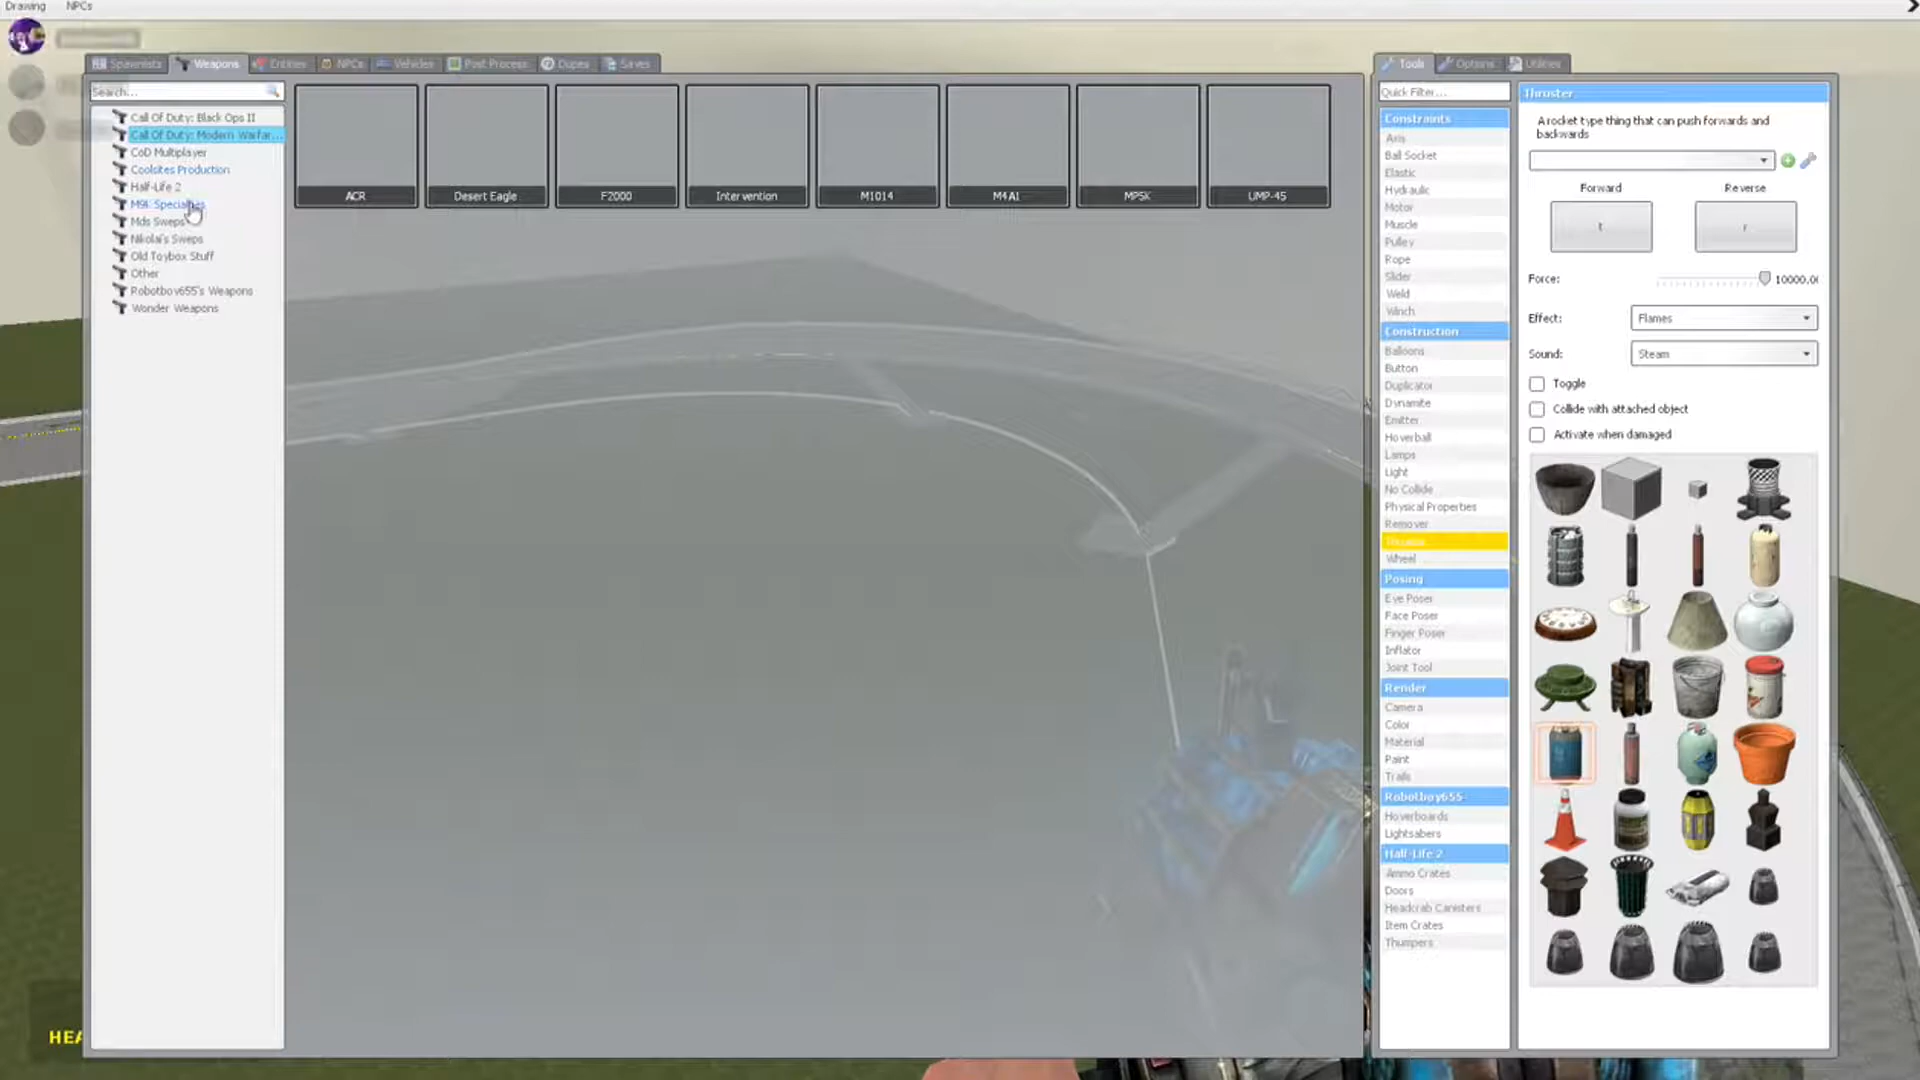 Drawing NPCs
Spawnlists Weapons Entities NPCs Vehicles Post Process Dupes Saves
Search...
Call Of Duty: Black Ops II
Call Of Duty: Modern Warfar...
CoD Multiplayer
Coolsites Production
Half-Life 2
M9K Specialties
Mds Sweps
Nikolai's Sweps
Old Toybox Stuff
Other
Robotboy655's Weapons
Wonder Weapons
ACR Desert Eagle F2000 Intervention M1014 M4A1 MP5K UMP-45
HEA
Tools Options Utilities
Quick Filter...
Constraints
Axis
Ball Socket
Elastic
Hydraulic
Motor
Muscle
Pulley
Rope
Slider
Weld
Winch
Construction
Balloons
Button
Duplicator
Dynamite
Emitter
Hoverball
Lamps
Light
No Collide
Physical Properties
Remover
Thruster
Wheel
Posing
Eye Poser
Face Poser
Finger Poser
Inflator
Joint Tool
Render
Camera
Color
Material
Paint
Trails
Robotboy655
Hoverboards
Lightsabers
Half-Life 2
Ammo Crates
Doors
Headcrab Canisters
Item Crates
Thumpers
Thruster
A rocket type thing that can push forwards and
backwards
Forward Reverse
t r
Force: 10000.0
Effect: Flames
Sound: Steam
Toggle
Collide with attached object
Activate when damaged